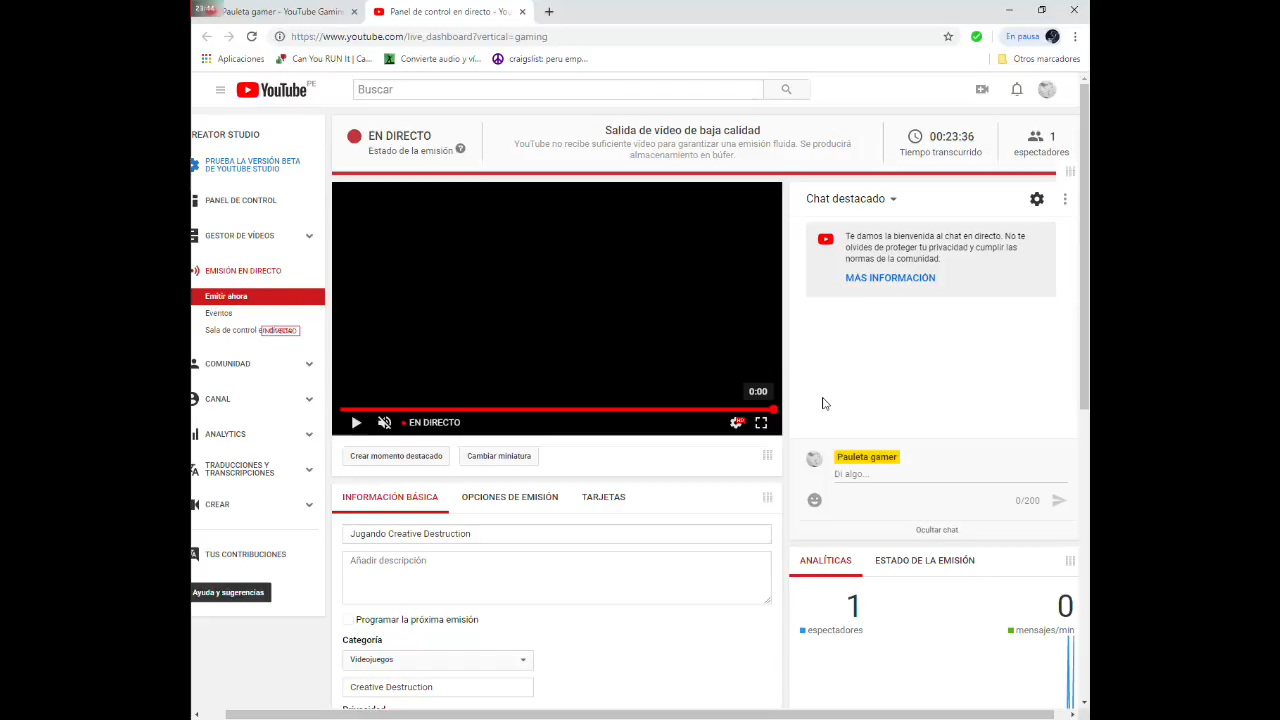 23:44
Pauleta gamer - YouTube Gamin
Panel de control en directo - YouTu
https://www.youtube.com/live_dashboard?vertical=gaming
En pausa
Aplicaciones
Can You RUN It | Ca...
Convierte audio y ví...
craigslist: peru emp...
Otros marcadores
YouTube PE
Buscar
REATOR STUDIO
PRUEBA LA VERSIÓN BETA
DE YOUTUBE STUDIO
PANEL DE CONTROL
GESTOR DE VÍDEOS
EMISIÓN EN DIRECTO
Emitir ahora
Eventos
Sala de control en directo
COMUNIDAD
CANAL
ANALYTICS
TRADUCCIONES Y
TRANSCRIPCIONES
CREAR
TUS CONTRIBUCIONES
Ayuda y sugerencias
EN DIRECTO
Estado de la emisión
Salida de vídeo de baja calidad
YouTube no recibe suficiente vídeo para garantizar una emisión fluida. Se producirá
almacenamiento en búfer.
00:23:36
Tiempo transcurrido
1
espectadores
0:00
EN DIRECTO
HD
Crear momento destacado
Cambiar miniatura
INFORMACIÓN BÁSICA
OPCIONES DE EMISIÓN
TARJETAS
Jugando Creative Destruction
Añadir descripción
Programar la próxima emisión
Categoría
Videojuegos
Creative Destruction
Privacidad
Chat destacado
Te damos la bienvenida al chat en directo. No te
olvides de proteger tu privacidad y cumplir las
normas de la comunidad.
MÁS INFORMACIÓN
Pauleta gamer
Di algo...
0/200
Ocultar chat
ANALÍTICAS
ESTADO DE LA EMISIÓN
1
espectadores
0
mensajes/min